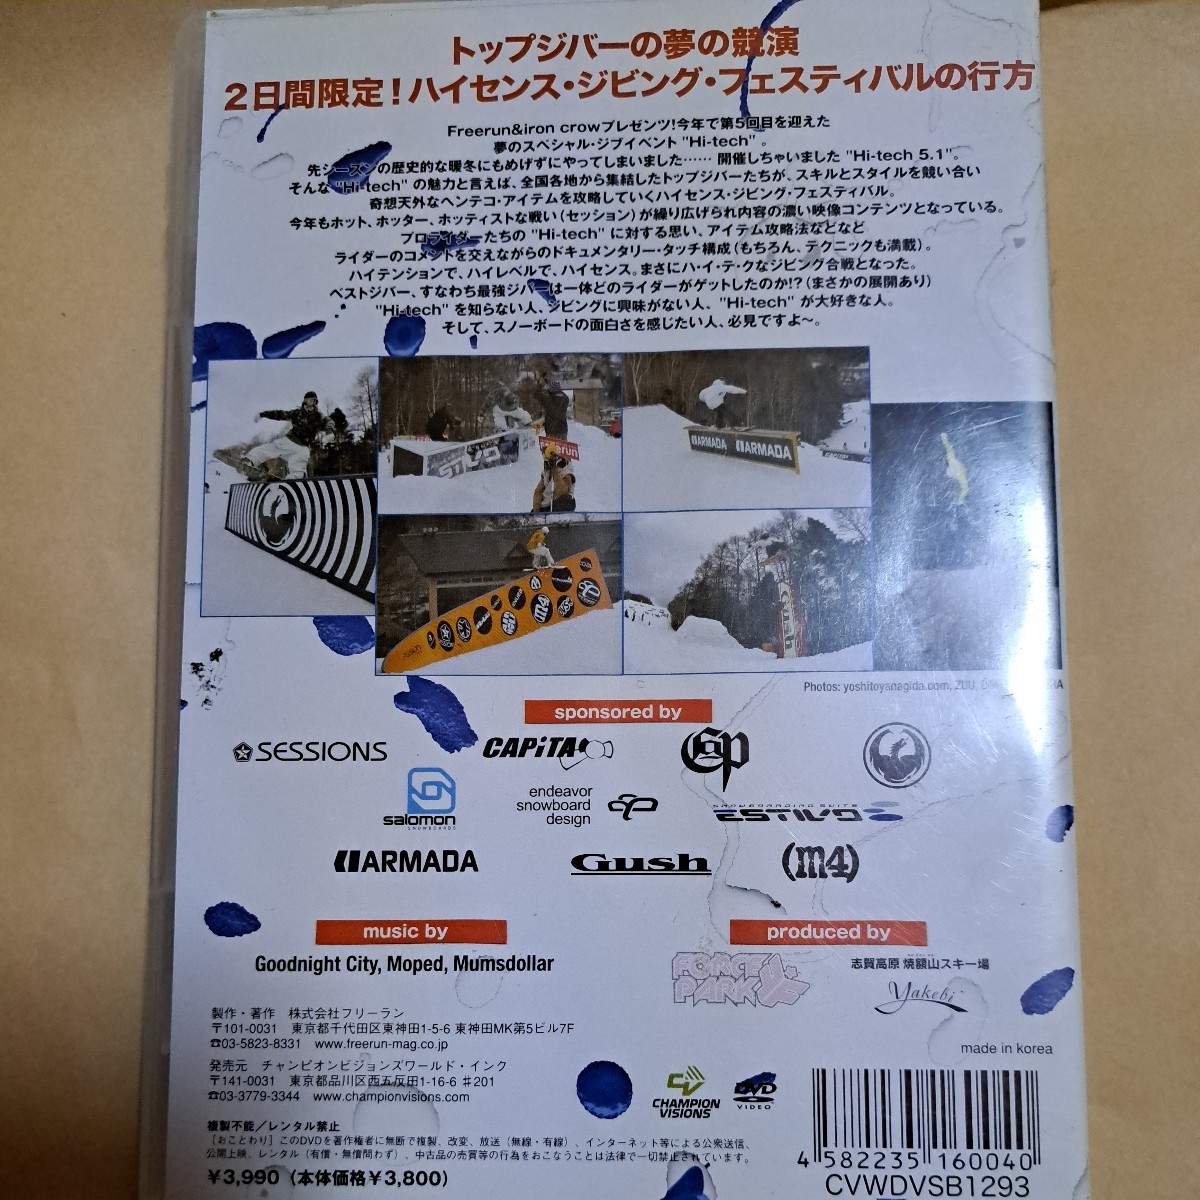 トップジバーの夢の競演
2日間限定！ハイセンス・ジビング・フェスティバルの行方
Freerun&iron crowプレゼンツ！今年で第5回目を迎えた
夢のスペシャル・ジブイベント "Hi-tech" 。
先シーズンの歴史的な暖冬にもめげずにやってしまいました…… 開催しちゃいました "Hi-tech 5.1"。
そんな "Hi-tech" の魅力と言えば、全国各地から集結したトップジバーたちが、スキルとスタイルを競い合い
奇想天外なヘンテコ・アイテムを攻略していくハイセンス・ジビング・フェスティバル。
今年もホット、ホッター、ホッティストな戦い（セッション）が繰り広げられ内容の濃い映像コンテンツとなっている。
プロライダーたちの "Hi-tech" に対する思い、アイテム攻略法などなど
ライダーのコメントを交えながらのドキュメンタリー・タッチ構成（もちろん、テクニックも満載）。
ハイテンションで、ハイレベルで、ハイセンス。まさにハ・イ・テ・クなジビング合戦となった。
ベストジバー、すなわち最強ジバーは一体どのライダーがゲットしたのか！？（まさかの展開あり）
"Hi-tech" を知らない人、ジビングに興味がない人、"Hi-tech" が大好きな人。
そして、スノーボードの面白さを感じたい人、必見ですよ〜。
STIVO
freerun
ARMADA ARMADA
m4
Gush
Photos: yoshitoyanagida.com, ZUU,
sponsored by
SESSIONS
CAPiTA
CAP
salomon
SNOWBOARDS
endeavor
snowboard
design
SNOWBOARDING SUITE
ESTIVO
ARMADA
Gush
(m4)
music by
Goodnight City, Moped, Mumsdollar
produced by
FORCE
PARK
志賀高原 焼額山スキー場
Yakebi
製作・著作 株式会社フリーラン
〒101-0031 東京都千代田区東神田1-5-6 東神田MK第5ビル7F
☎03-5823-8331 www.freerun-mag.co.jp
発売元 チャンピオンビジョンズワールド・インク
〒141-0031 東京都品川区西五反田1-16-6 #201
☎03-3779-3344 www.championvisions.com
made in korea
CV
CHAMPION
VISIONS
DVD
VIDEO
複製不能／レンタル禁止
［おことわり］このDVDを著作権者に無断で複製、改変、放送（無線・有線）、インターネット等による公衆送信、
公開上映、レンタル（有償・無償問わず）、中古品の売買等の行為をおこなうことは法律で一切禁止されています。
￥3,990（本体価格￥3,800）
4 582235 160040
CVWDVSB1293